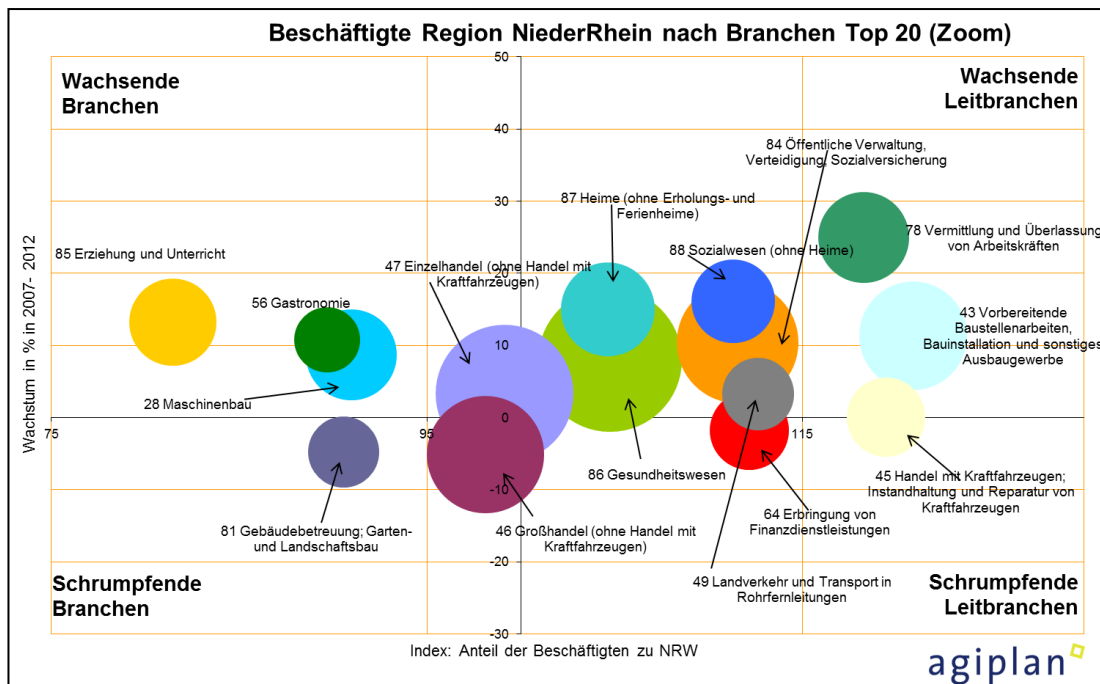 Beschäftigte Region NiederRhein nach Branchen Top 20 (Zoom)
Wachsende
Branchen
Wachsende
Leitbranchen
Wachstum in % in 2007- 2012
50
40
30
20
10
0
-10
-20
-30
75
95
115
84 Öffentliche Verwaltung,
Verteidigung, Sozialversicherung
87 Heime (ohne Erholungs- und
Ferienheime)
78 Vermittlung und Überlassung
von Arbeitskräften
88 Sozialwesen (ohne Heime)
85 Erziehung und Unterricht
47 Einzelhandel (ohne Handel mit
Kraftfahrzeugen)
56 Gastronomie
43 Vorbereitende
Baustellenarbeiten,
Bauinstallation und sonstiges
Ausbaugewerbe
28 Maschinenbau
86 Gesundheitswesen
45 Handel mit Kraftfahrzeugen;
Instandhaltung und Reparatur von
Kraftfahrzeugen
81 Gebäudebetreuung; Garten-
und Landschaftsbau
46 Großhandel (ohne Handel mit
Kraftfahrzeugen)
64 Erbringung von
Finanzdienstleistungen
49 Landverkehr und Transport in
Rohrfernleitungen
Schrumpfende
Branchen
Schrumpfende
Leitbranchen
Index: Anteil der Beschäftigten zu NRW
agiplan